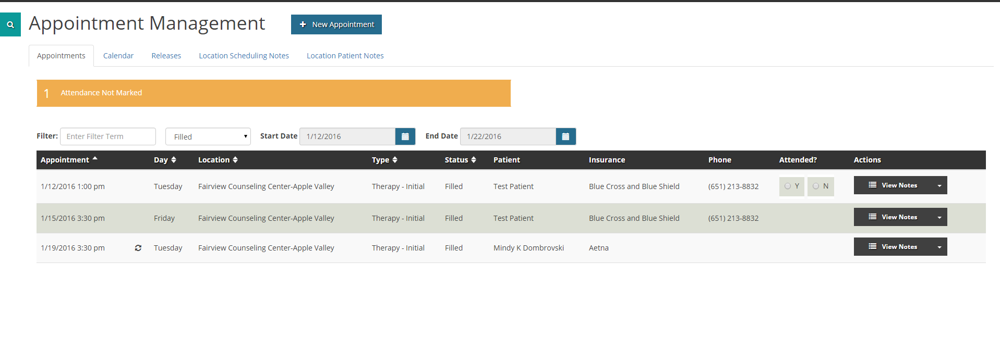 Appointment Management
New Appointment
Appointments Calendar Releases Location Scheduling Notes Location Patient Notes
1 Attendance Not Marked
Filter: Enter Filter Term Filled Start Date 1/12/2016 End Date 1/22/2016
Appointment Day Location Type Status Patient Insurance Phone Attended? Actions
1/12/2016 1:00 pm Tuesday Fairview Counseling Center-Apple Valley Therapy - Initial Filled Test Patient Blue Cross and Blue Shield (651) 213-8832 Y N View Notes
1/15/2016 3:30 pm Friday Fairview Counseling Center-Apple Valley Therapy - Initial Filled Test Patient Blue Cross and Blue Shield (651) 213-8832 View Notes
1/19/2016 3:30 pm Tuesday Fairview Counseling Center-Apple Valley Therapy - Initial Filled Mindy K Dombrovski Aetna View Notes